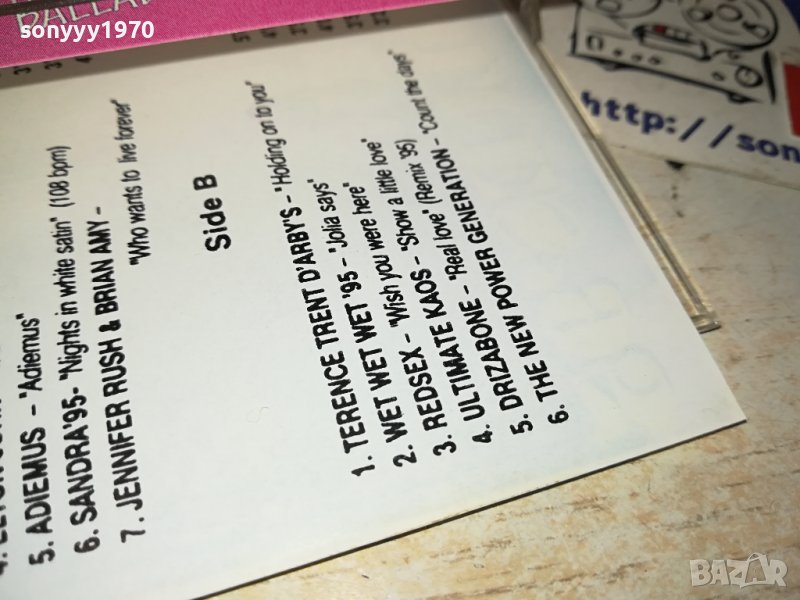 sonyyy1970
5. ADIEMUS - "Adiemus"
6. SANDRA'95- "Nights in white satin" (108 bpm)
7. JENNIFER RUSH & BRIAN AMY -
"Who wants to live forever"
Side B
1. TERENCE TRENT D'ARBY'S - "Holding on to you"
2. WET WET WET '95 - "Jolia says"
3. REDSEX - "Wish you were here"
4. ULTIMATE KAOS - "Show a little love"
5. DRIZABONE - "Real love" (Remix '95)
6. THE NEW POWER GENERATION - "Count the days"
http://son
BAZAR